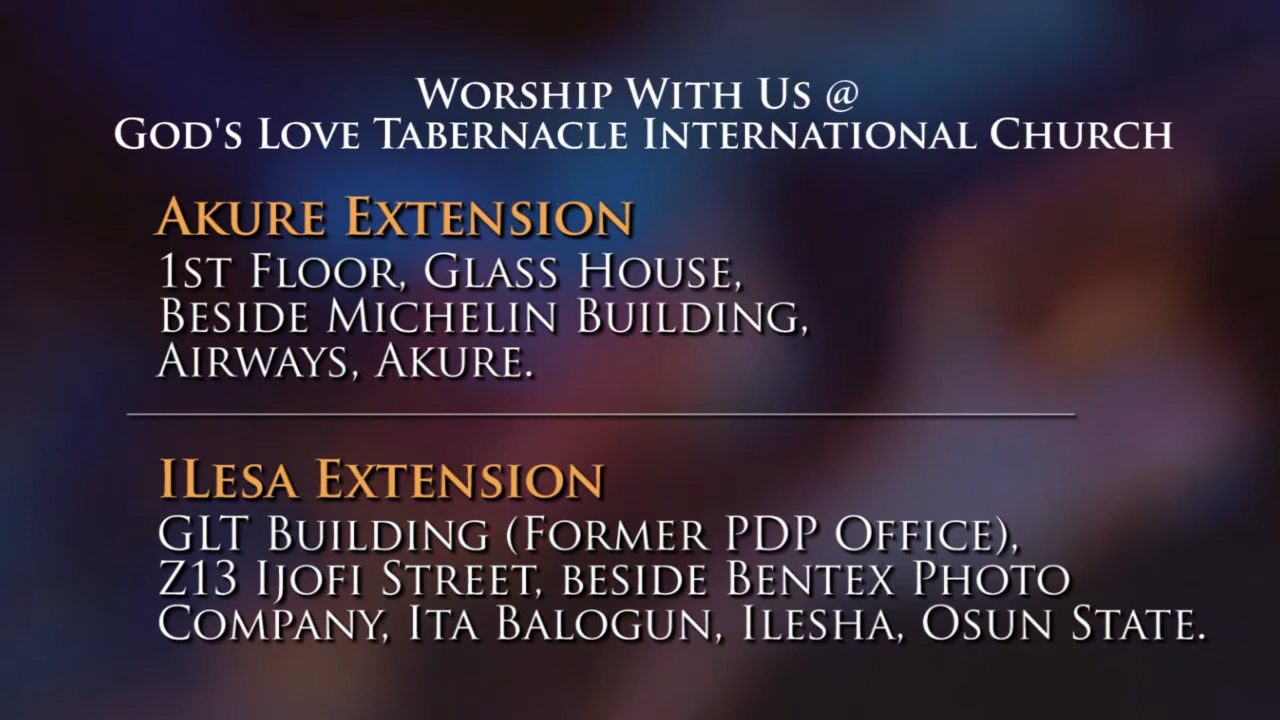 Worship With Us @
God's Love Tabernacle International Church
Akure Extension
1st Floor, Glass House,
Beside Michelin Building,
Airways, Akure.
ILesa Extension
GLT Building (Former PDP Office),
Z13 Ijofi Street, beside Bentex Photo
Company, Ita Balogun, Ilesha, Osun State.